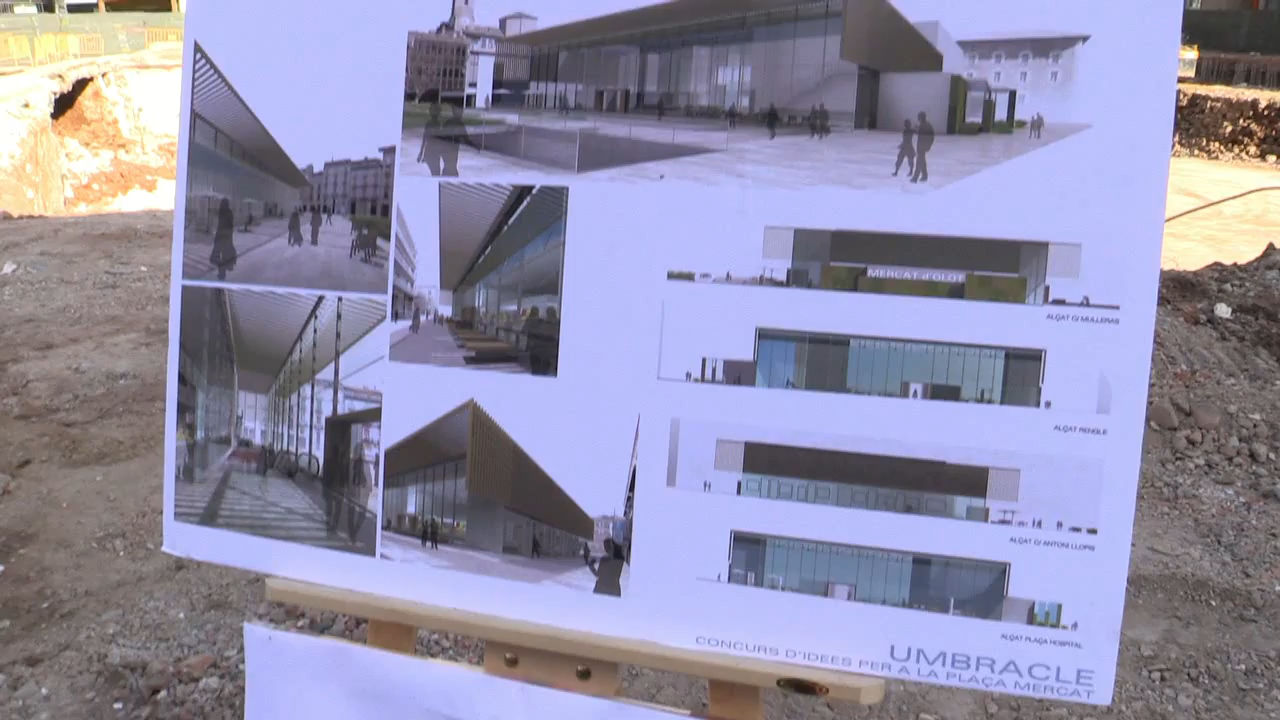 MERCAT d'OLOT
ALÇAT C/ MULLERAS
ALÇAT RENGLE
ALÇAT C/ ANTONI LLOPIS
ALÇAT PLAÇA HOSPITAL
UMBRACLE
CONCURS D'IDEES PER A LA PLAÇA MERCAT